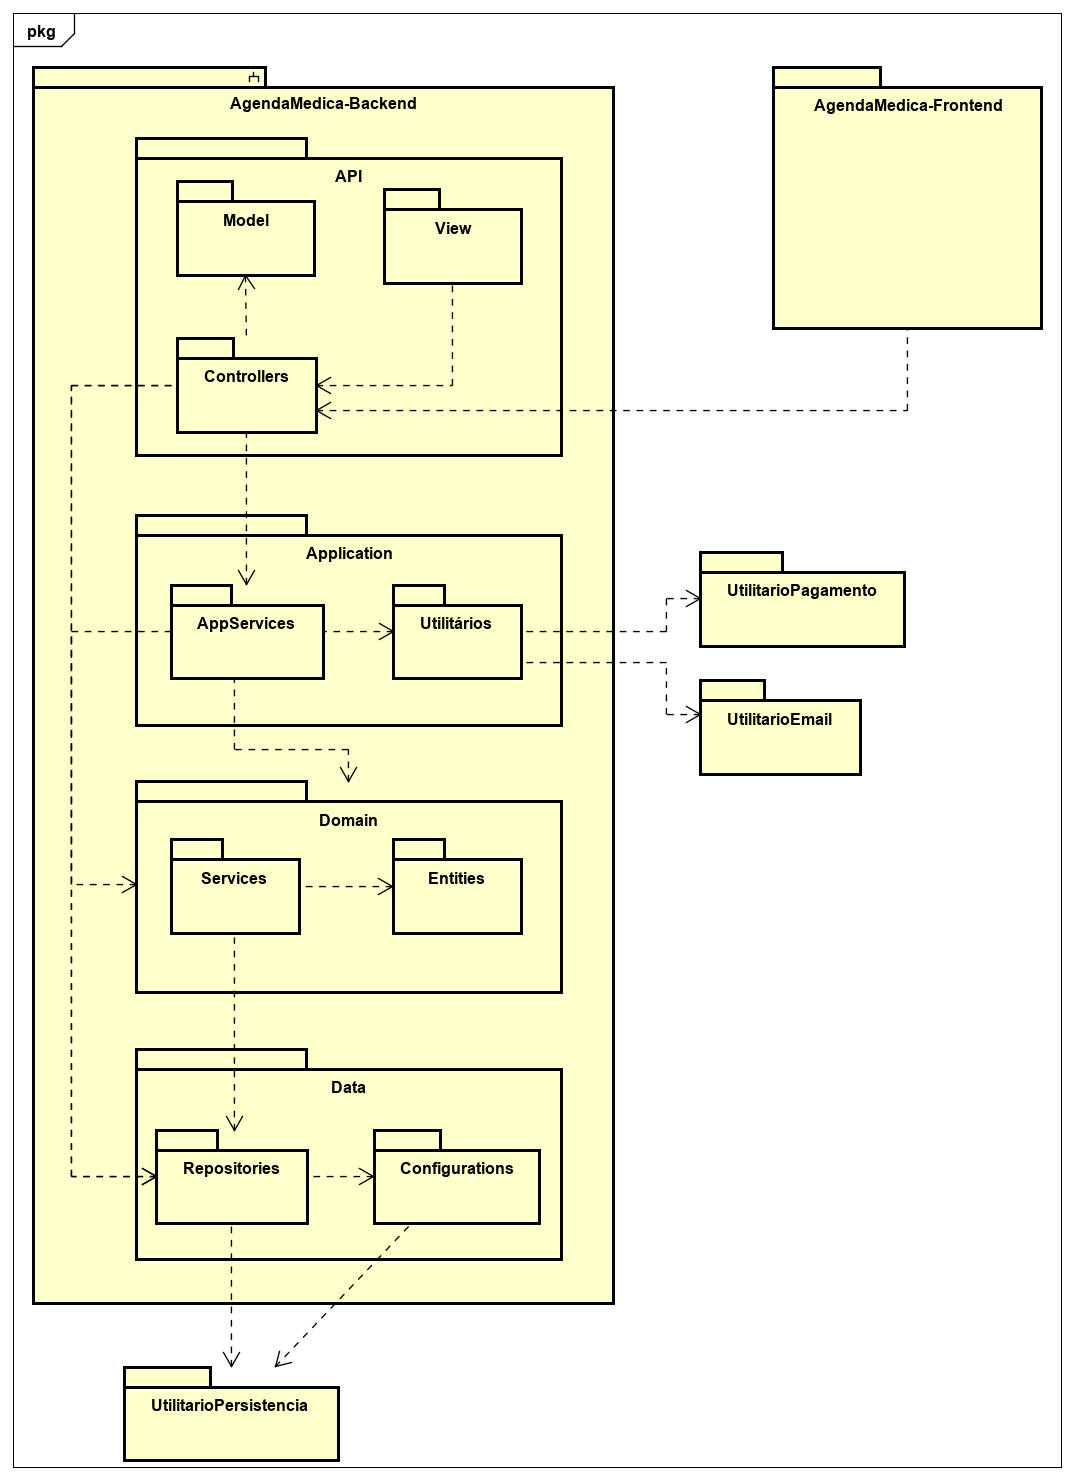 pkg
AgendaMedica-Backend
AgendaMedica-Frontend
API
Model
View
Controllers
Application
AppServices
Utilitários
UtilitarioPagamento
UtilitarioEmail
Domain
Services
Entities
Data
Repositories
Configurations
UtilitarioPersistencia